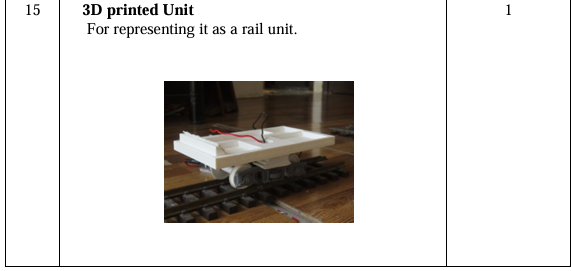 15 3D printed Unit 1
For representing it as a rail unit.